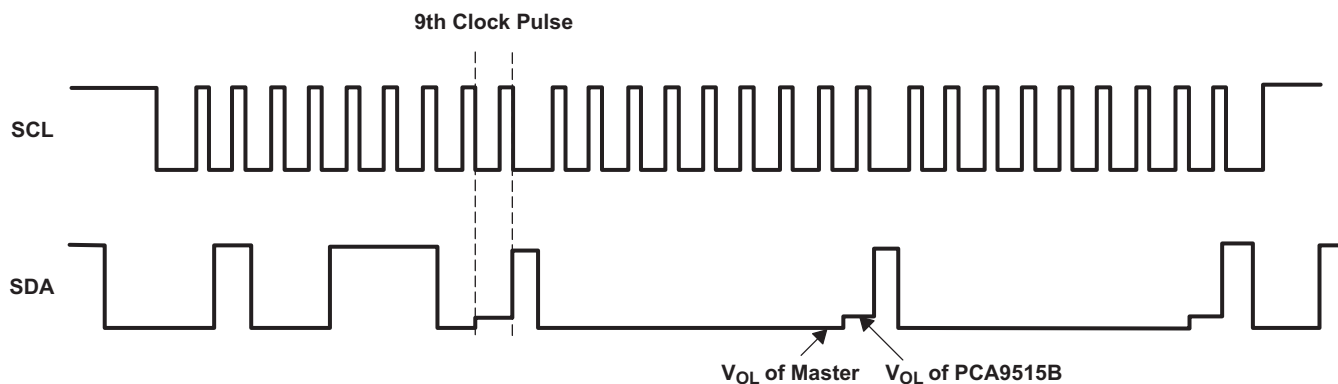 9th Clock Pulse
SCL
SDA
VOL of Master
VOL of PCA9515B